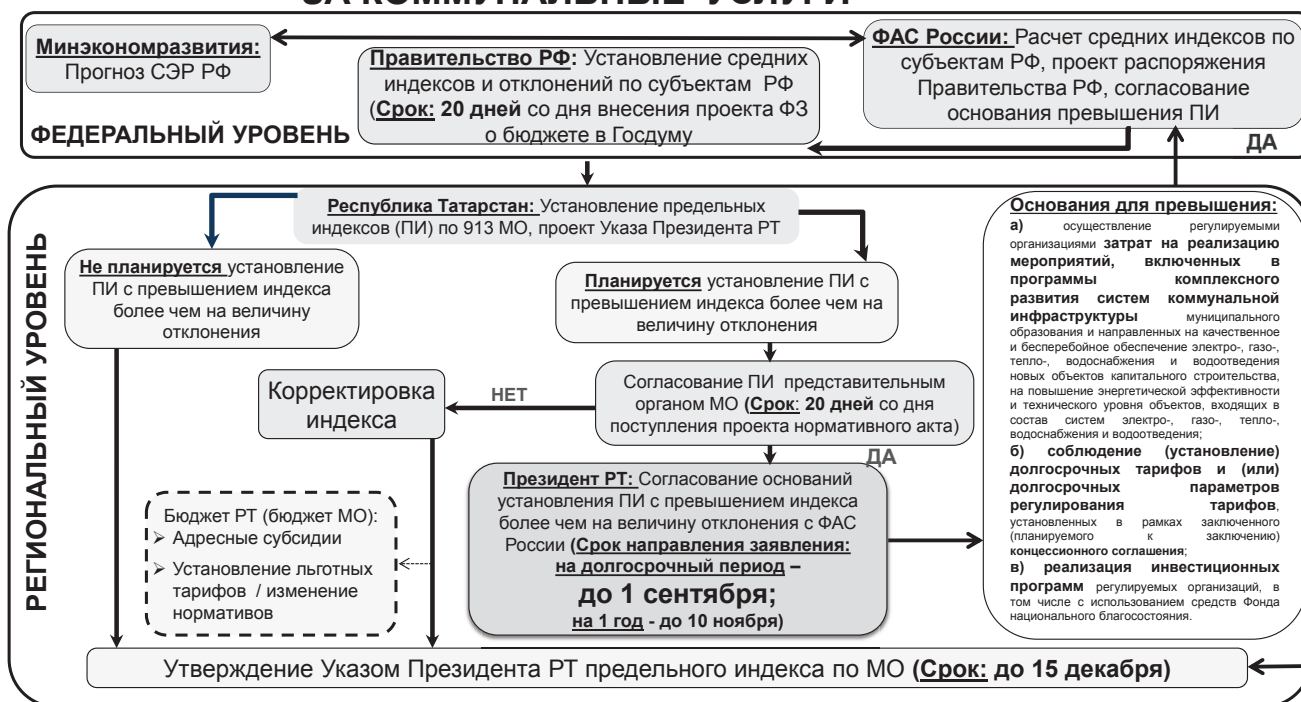 ЗА КОММУНАЛЬНЫЕ УСЛУГИ
Минэкономразвития:
Прогноз СЭР РФ
Правительство РФ: Установление средних
индексов и отклонений по субъектам РФ
(Срок: 20 дней со дня внесения проекта ФЗ
о бюджете в Госдуму
ФАС России: Расчет средних индексов по
субъектам РФ, проект распоряжения
Правительства РФ, согласование
основания превышения ПИ
ФЕДЕРАЛЬНЫЙ УРОВЕНЬ
ДА
РЕГИОНАЛЬНЫЙ УРОВЕНЬ
Республика Татарстан: Установление предельных
индексов (ПИ) по 913 МО, проект Указа Президента РТ
Не планируется установление
ПИ с превышением индекса
более чем на величину
отклонения
Планируется установление ПИ с
превышением индекса более чем на
величину отклонения
Корректировка
индекса
НЕТ
Согласование ПИ представительным
органом МО (Срок: 20 дней со дня
поступления проекта нормативного акта)
ДА
Президент РТ: Согласование оснований
установления ПИ с превышением индекса
более чем на величину отклонения с ФАС
России (Срок направления заявления:
на долгосрочный период –
до 1 сентября;
на 1 год - до 10 ноября)
Бюджет РТ (бюджет МО):
➢ Адресные субсидии
➢ Установление льготных
тарифов / изменение
нормативов
Основания для превышения:
а) осуществление регулируемыми
организациями затрат на реализацию
мероприятий, включенных в
программы комплексного
развития систем коммунальной
инфраструктуры муниципального
образования и направленных на качественное
и бесперебойное обеспечение электро-, газо-,
тепло-, водоснабжения и водоотведения
новых объектов капитального строительства,
на повышение энергетической эффективности
и технического уровня объектов, входящих в
состав систем электро-, газо-, тепло-,
водоснабжения и водоотведения;
б) соблюдение (установление)
долгосрочных тарифов и (или)
долгосрочных параметров
регулирования тарифов,
установленных в рамках заключенного
(планируемого к заключению)
концессионного соглашения;
в) реализация инвестиционных
программ регулируемых организаций, в
том числе с использованием средств Фонда
национального благосостояния.
Утверждение Указом Президента РТ предельного индекса по МО (Срок: до 15 декабря)